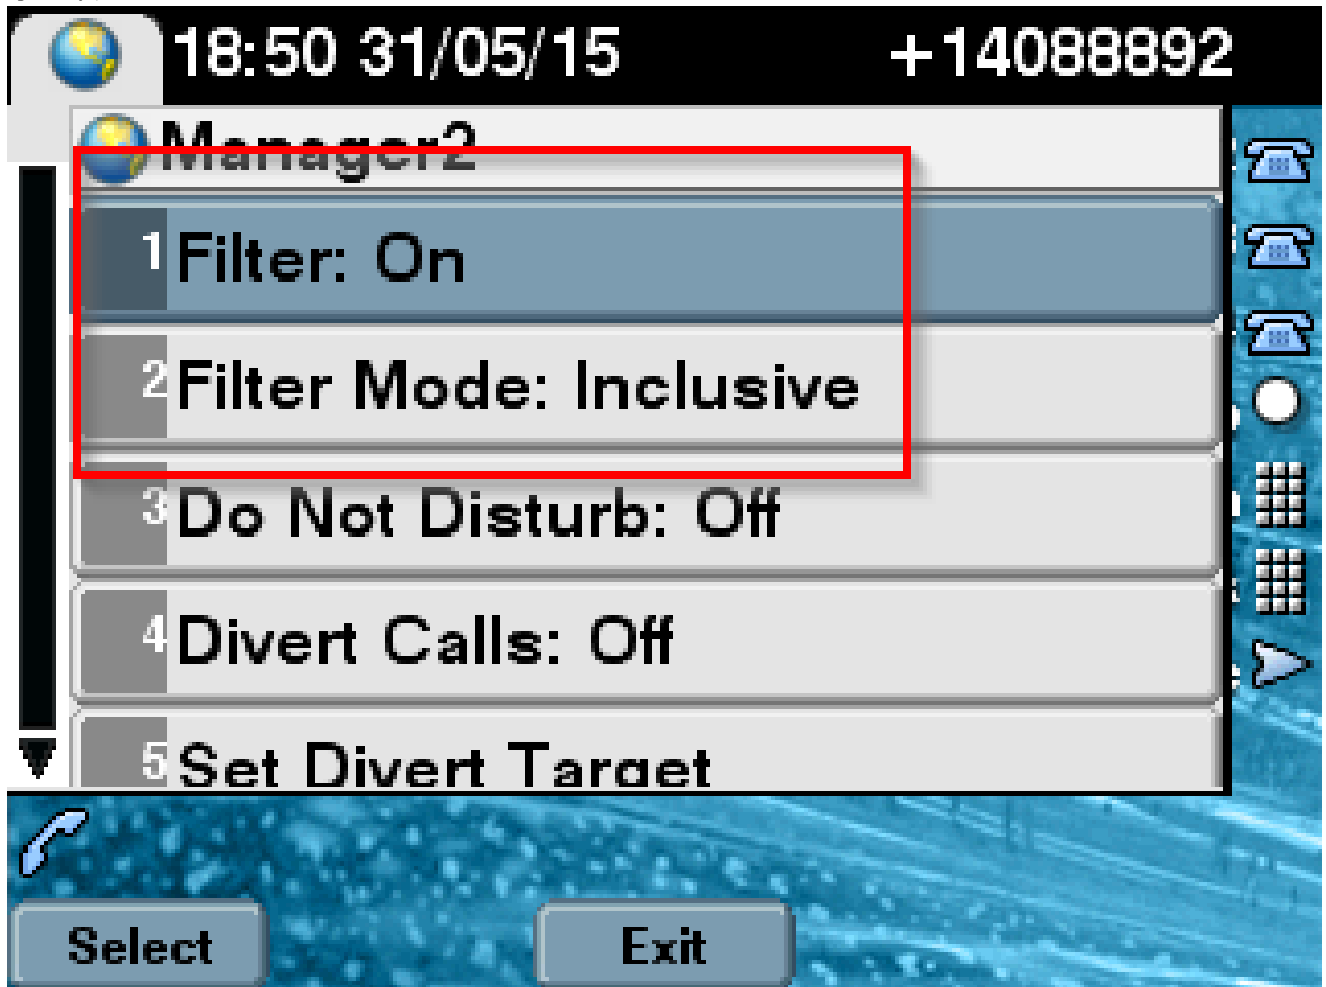 18:50 31/05/15 +14088892
Manager2
1 Filter: On
2 Filter Mode: Inclusive
3 Do Not Disturb: Off
4 Divert Calls: Off
5 Set Divert Target
Select Exit